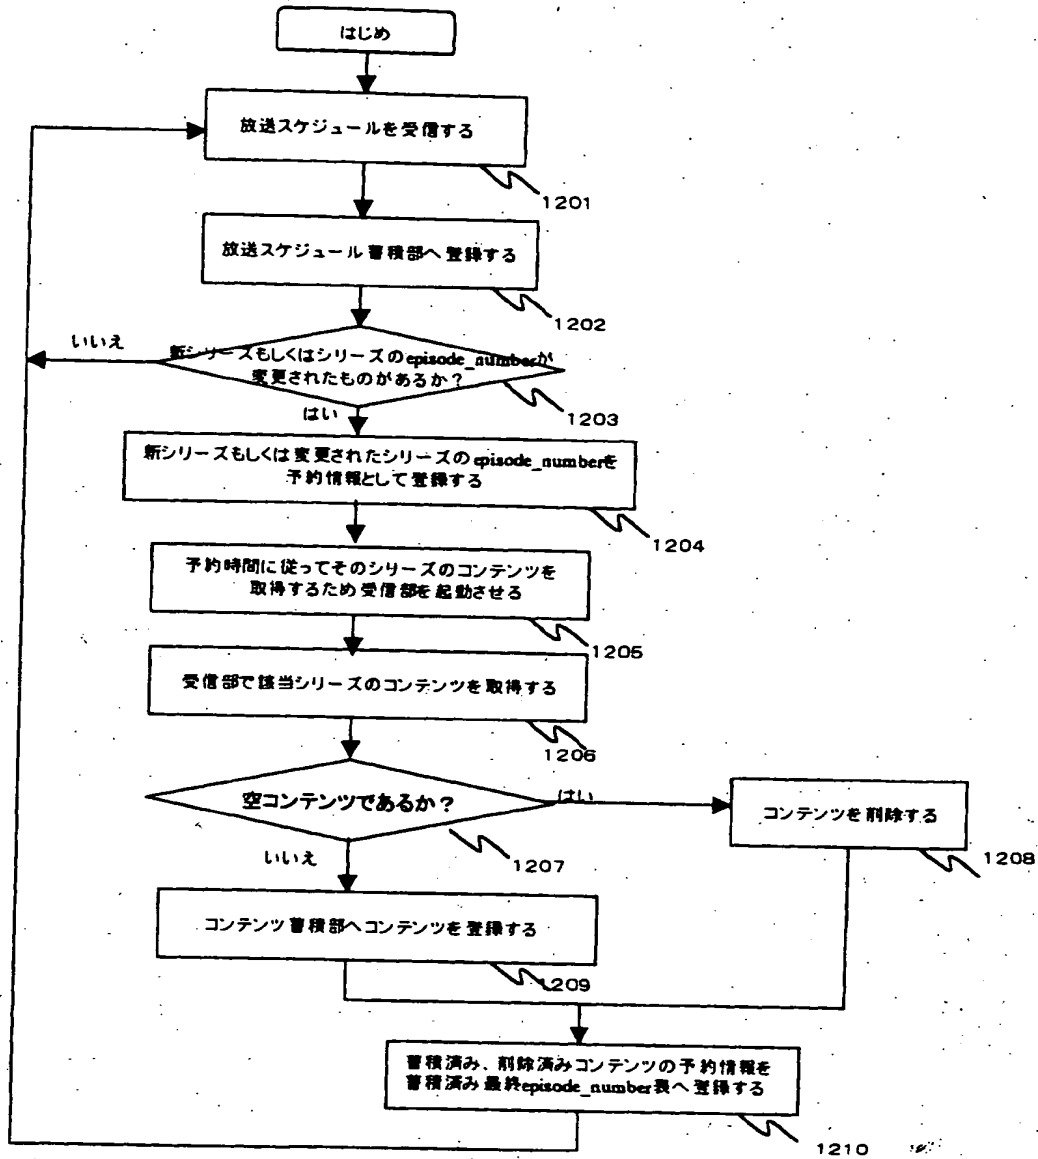 はじめ
放送スケジュールを受信する
1201
放送スケジュール蓄積部へ登録する
1202
いいえ
新シリーズもしくはシリーズのepisode_numberが
変更されたものがあるか?
1203
はい
新シリーズもしくは変更されたシリーズのepisode_numberを
予約情報として登録する
1204
予約時間に従ってそのシリーズのコンテンツを
取得するため受信部を起動させる
1205
受信部で該当シリーズのコンテンツを取得する
1206
空コンテンツであるか?
はい
コンテンツを削除する
1207
1208
いいえ
コンテンツ蓄積部へコンテンツを登録する
1209
蓄積済み、削除済みコンテンツの予約情報を
蓄積済み最終episode_number表へ登録する
1210